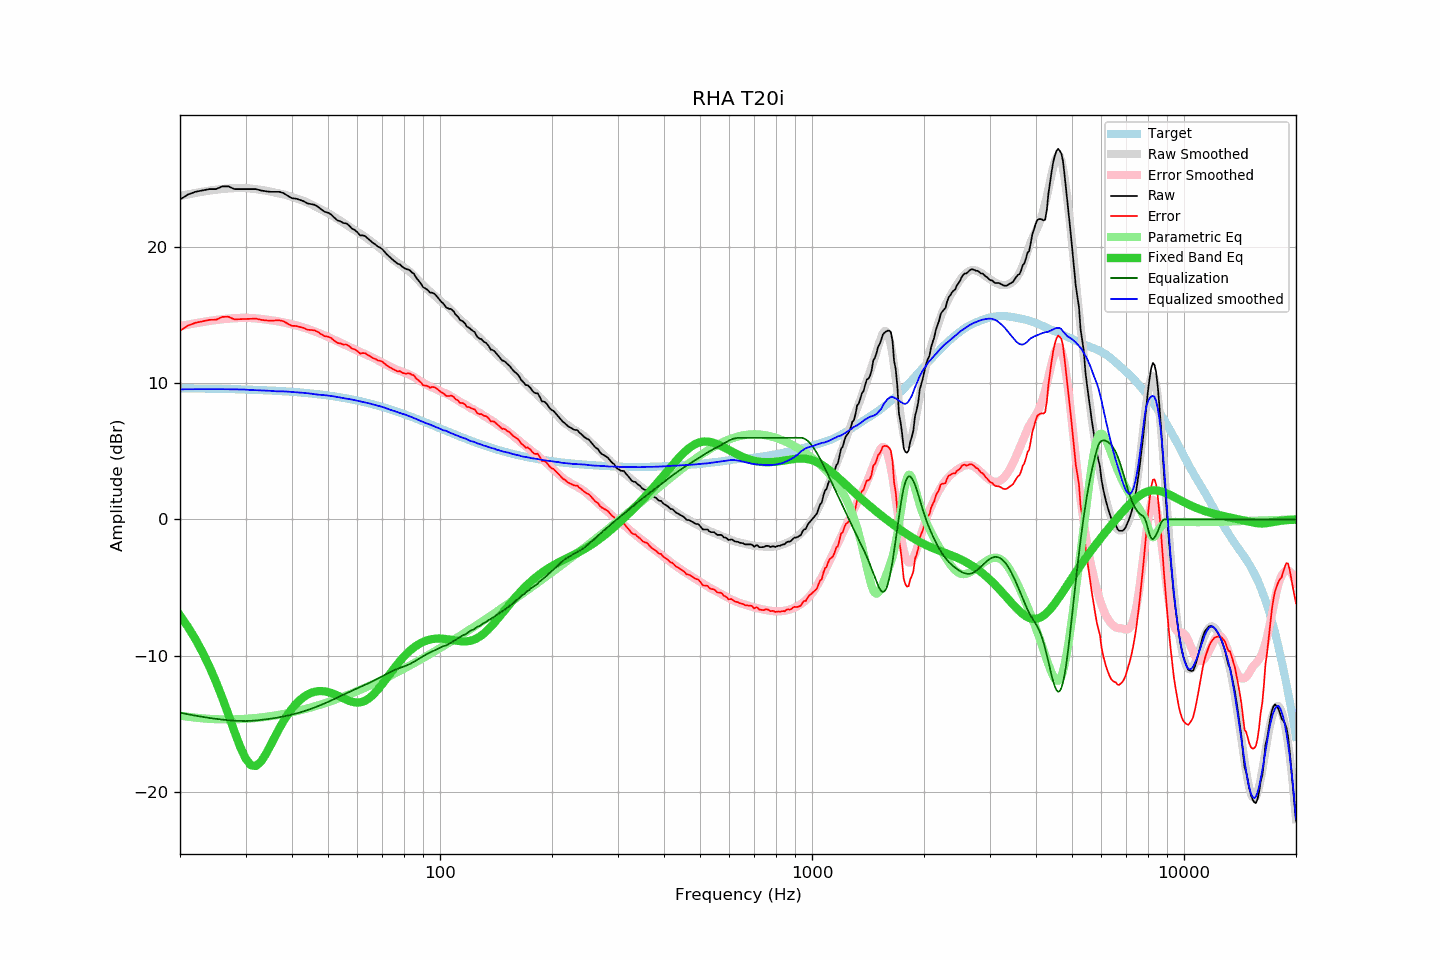 RHA T20i
Target
Raw Smoothed
Error Smoothed
Raw
Error
Parametric Eq
Fixed Band Eq
Equalization
Equalized smoothed
Amplitude (dBr)
20
10
0
−10
−20
100
1000
10000
Frequency (Hz)